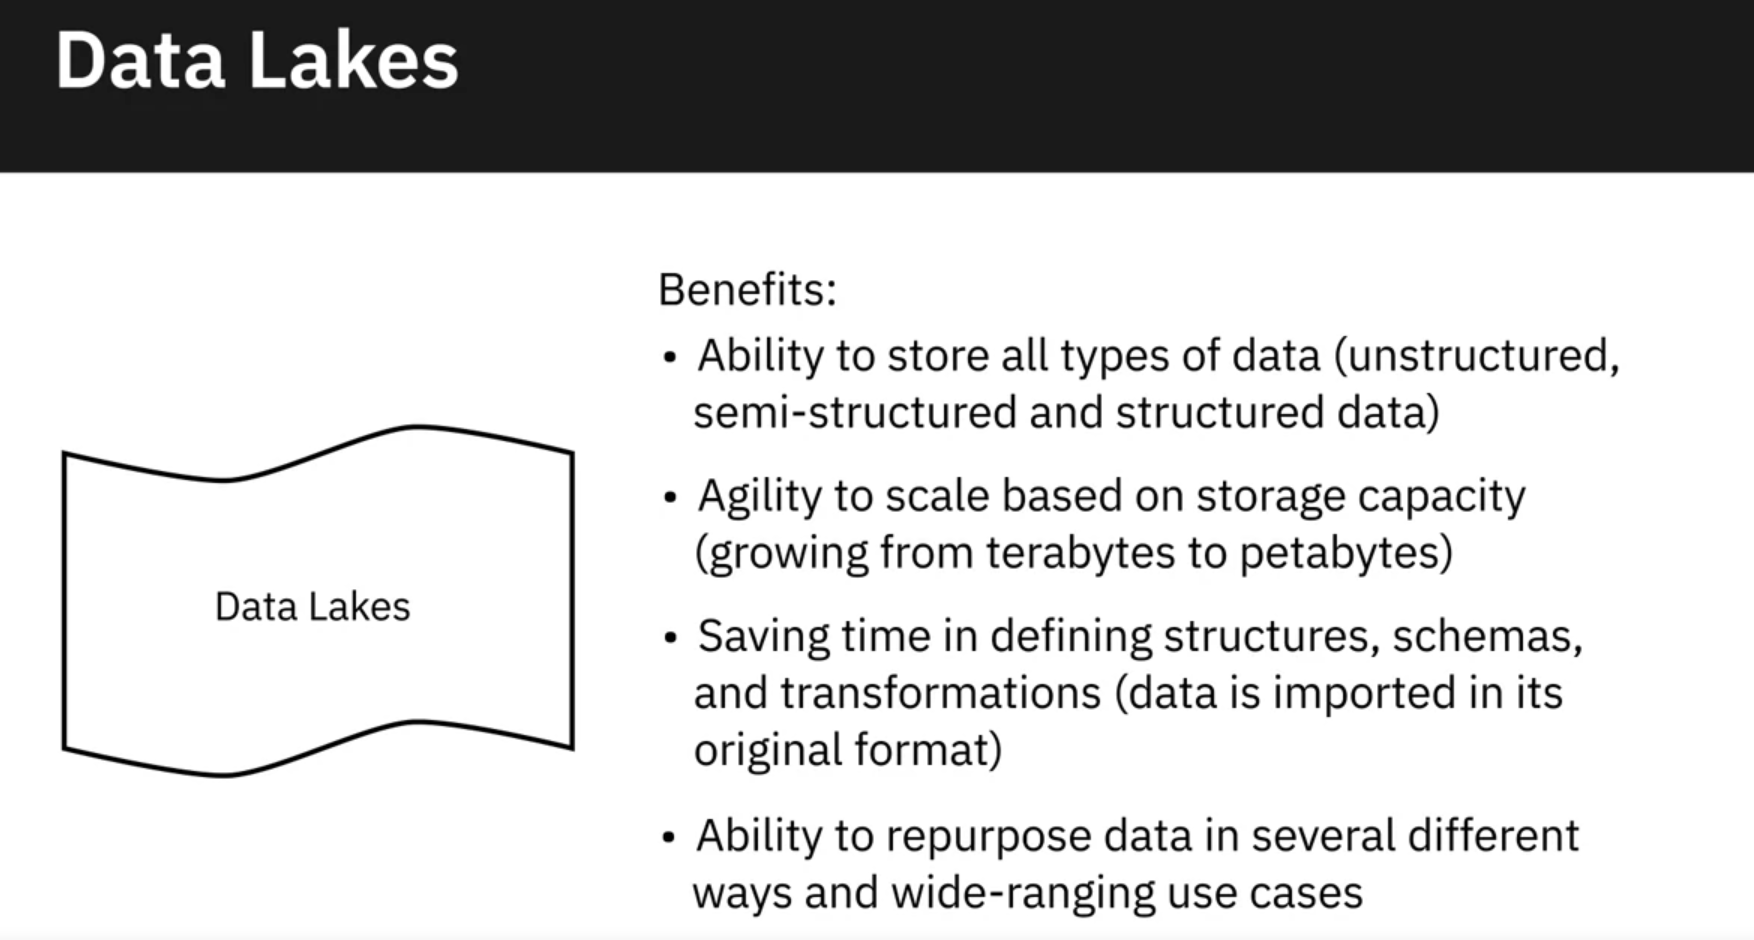 Data Lakes
Data Lakes
Benefits:
• Ability to store all types of data (unstructured,
semi-structured and structured data)
• Agility to scale based on storage capacity
(growing from terabytes to petabytes)
• Saving time in defining structures, schemas,
and transformations (data is imported in its
original format)
• Ability to repurpose data in several different
ways and wide-ranging use cases